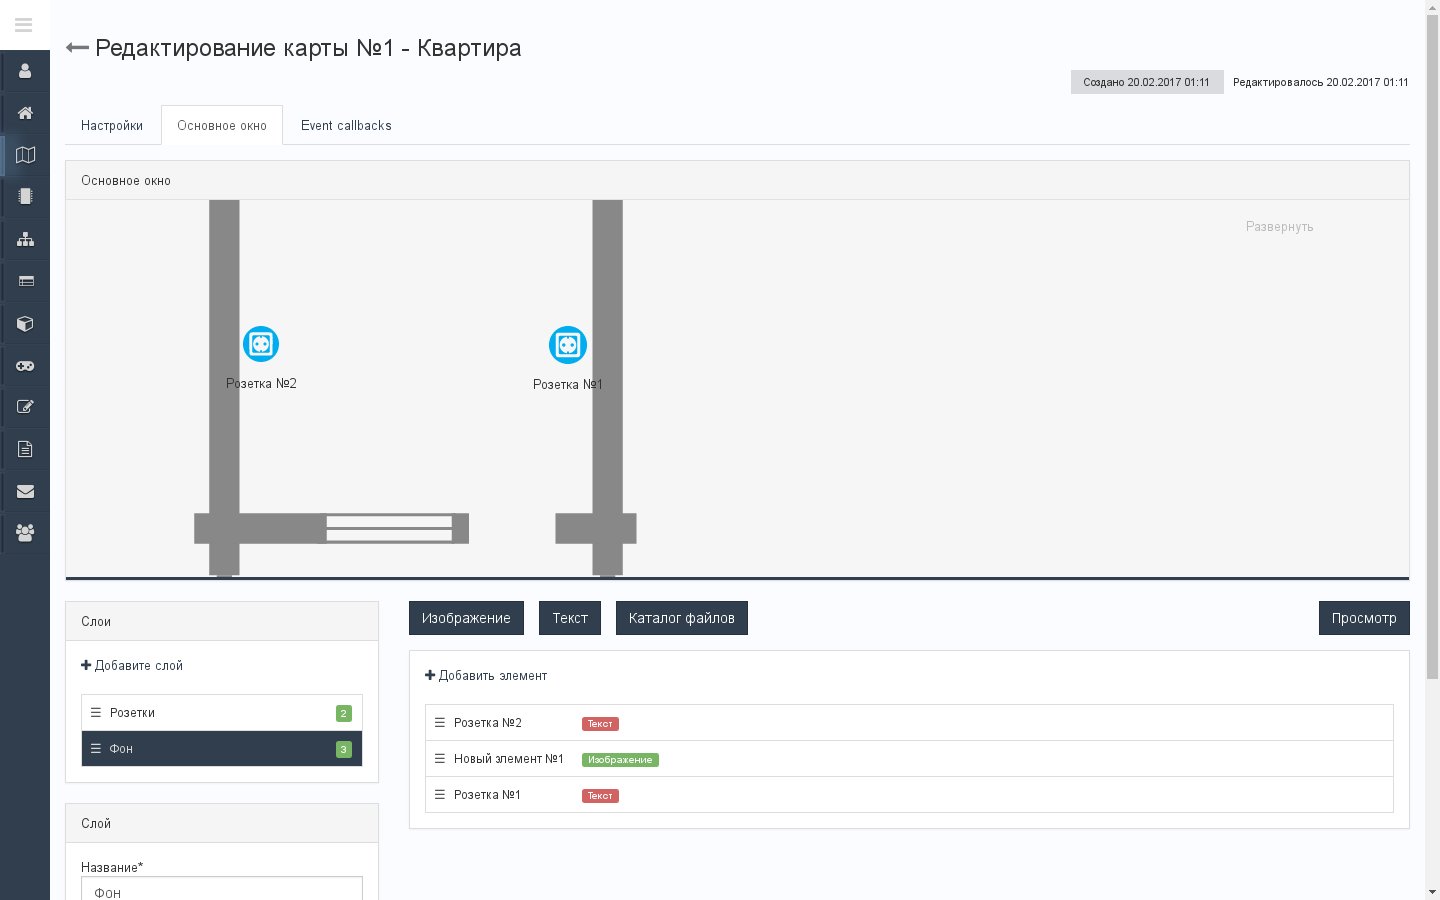 Редактирование карты №1 - Квартира
Создано 20.02.2017 01:11 Редактировалось 20.02.2017 01:11
Настройки Основное окно Event callbacks
Основное окно
Развернуть
Розетка №2 Розетка №1
Слои
Добавите слой
Розетки 2
Фон 3
Слой
Название*
Фон
Изображение Текст Каталог файлов Просмотр
Добавить элемент
Розетка №2 Текст
Новый элемент №1 Изображение
Розетка №1 Текст